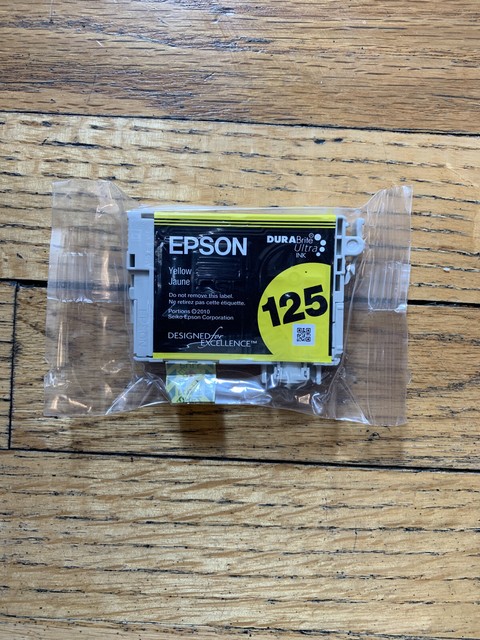 EPSON
DURABrite
Ultra
INK
Yellow
Jaune
Do not remove this label.
Ne retirez pas cette étiquette.
Portions ©2010
Seiko Epson Corporation
125
DESIGNED for
EXCELLENCE™